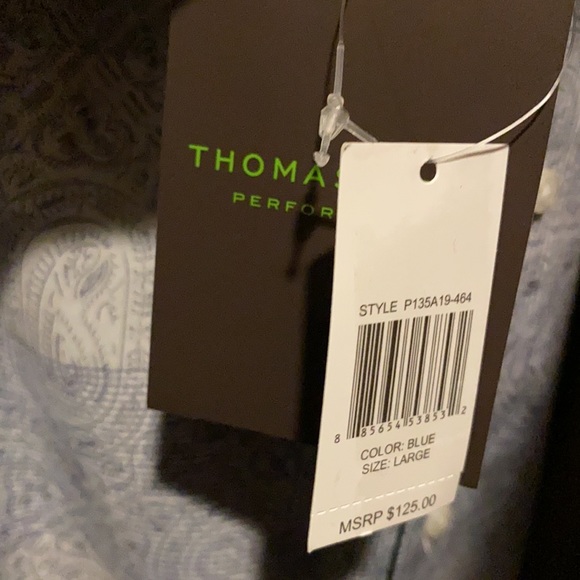 THOMAS
PERFOR
STYLE P135A19-464
8 85654 53853 2
COLOR: BLUE
SIZE: LARGE
MSRP $125.00